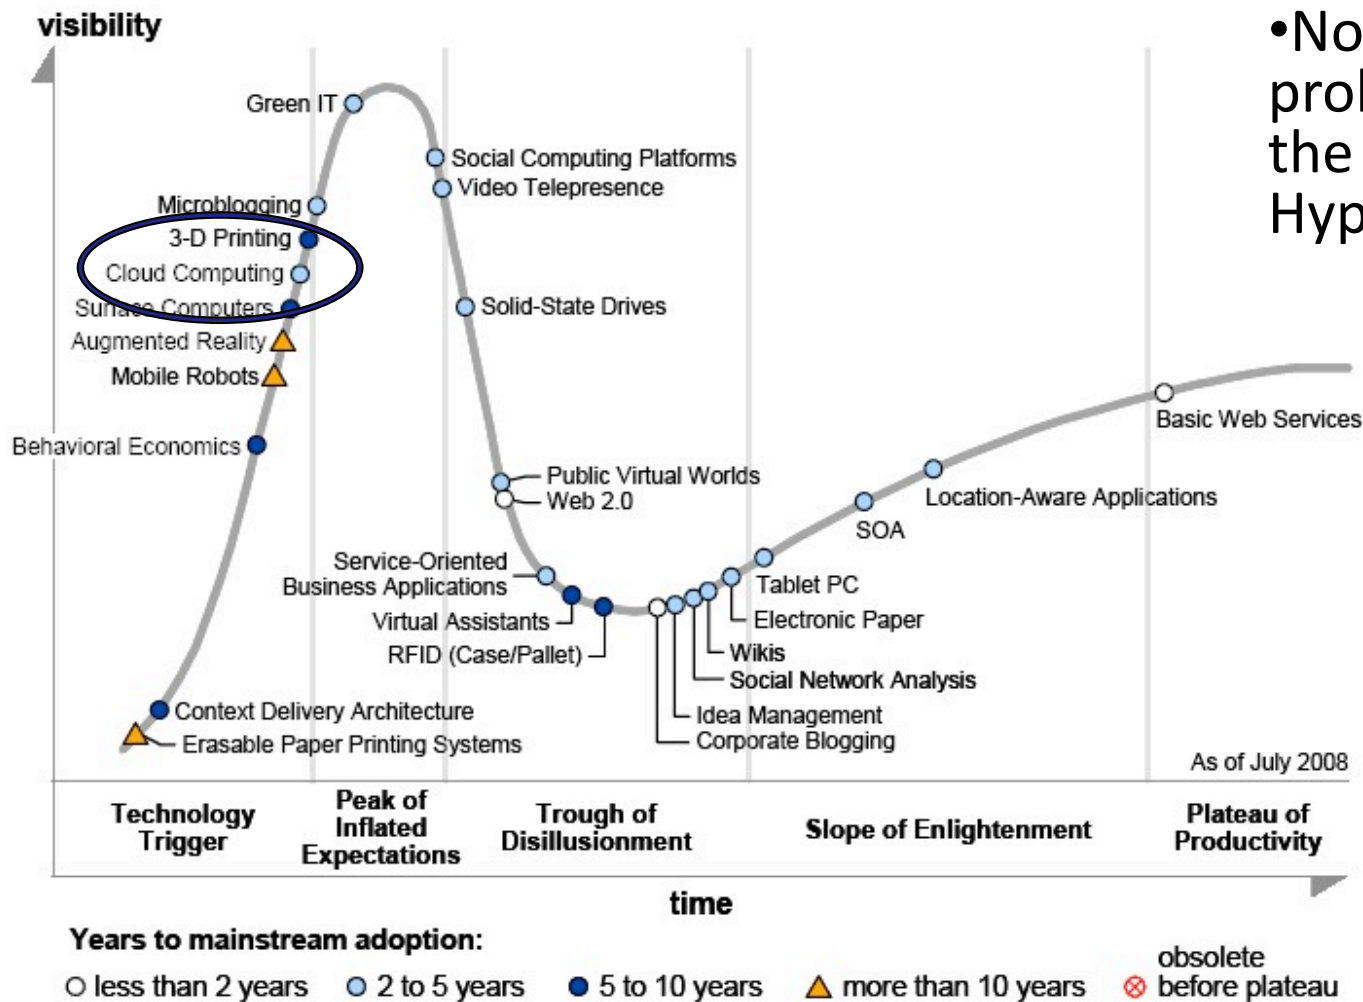 visibility
•No
the
Green IT
Social Computing Platforms
Video Telepresence
Microblogging
3-D Printing
Cloud Computing
Surface Computers
Augmented Reality
Mobile Robots
Behavioral Economics
Solid-State Drives
Public Virtual Worlds
Web 2.0
Service-Oriented
Business Applications
Virtual Assistants
RFID (Case/Pallet)
Context Delivery Architecture
Erasable Paper Printing Systems
Basic Web Services
Location-Aware Applications
SOA
Tablet PC
Electronic Paper
Wikis
Social Network Analysis
Idea Management
Corporate Blogging
As of July 2008
Technology
Trigger
Peak of
Inflated
Expectations
Trough of
Disillusionment
Slope of Enlightenment
Plateau of
Productivity
time
Years to mainstream adoption:
less than 2 years
2 to 5 years
5 to 10 years
more than 10 years
obsolete
before plateau